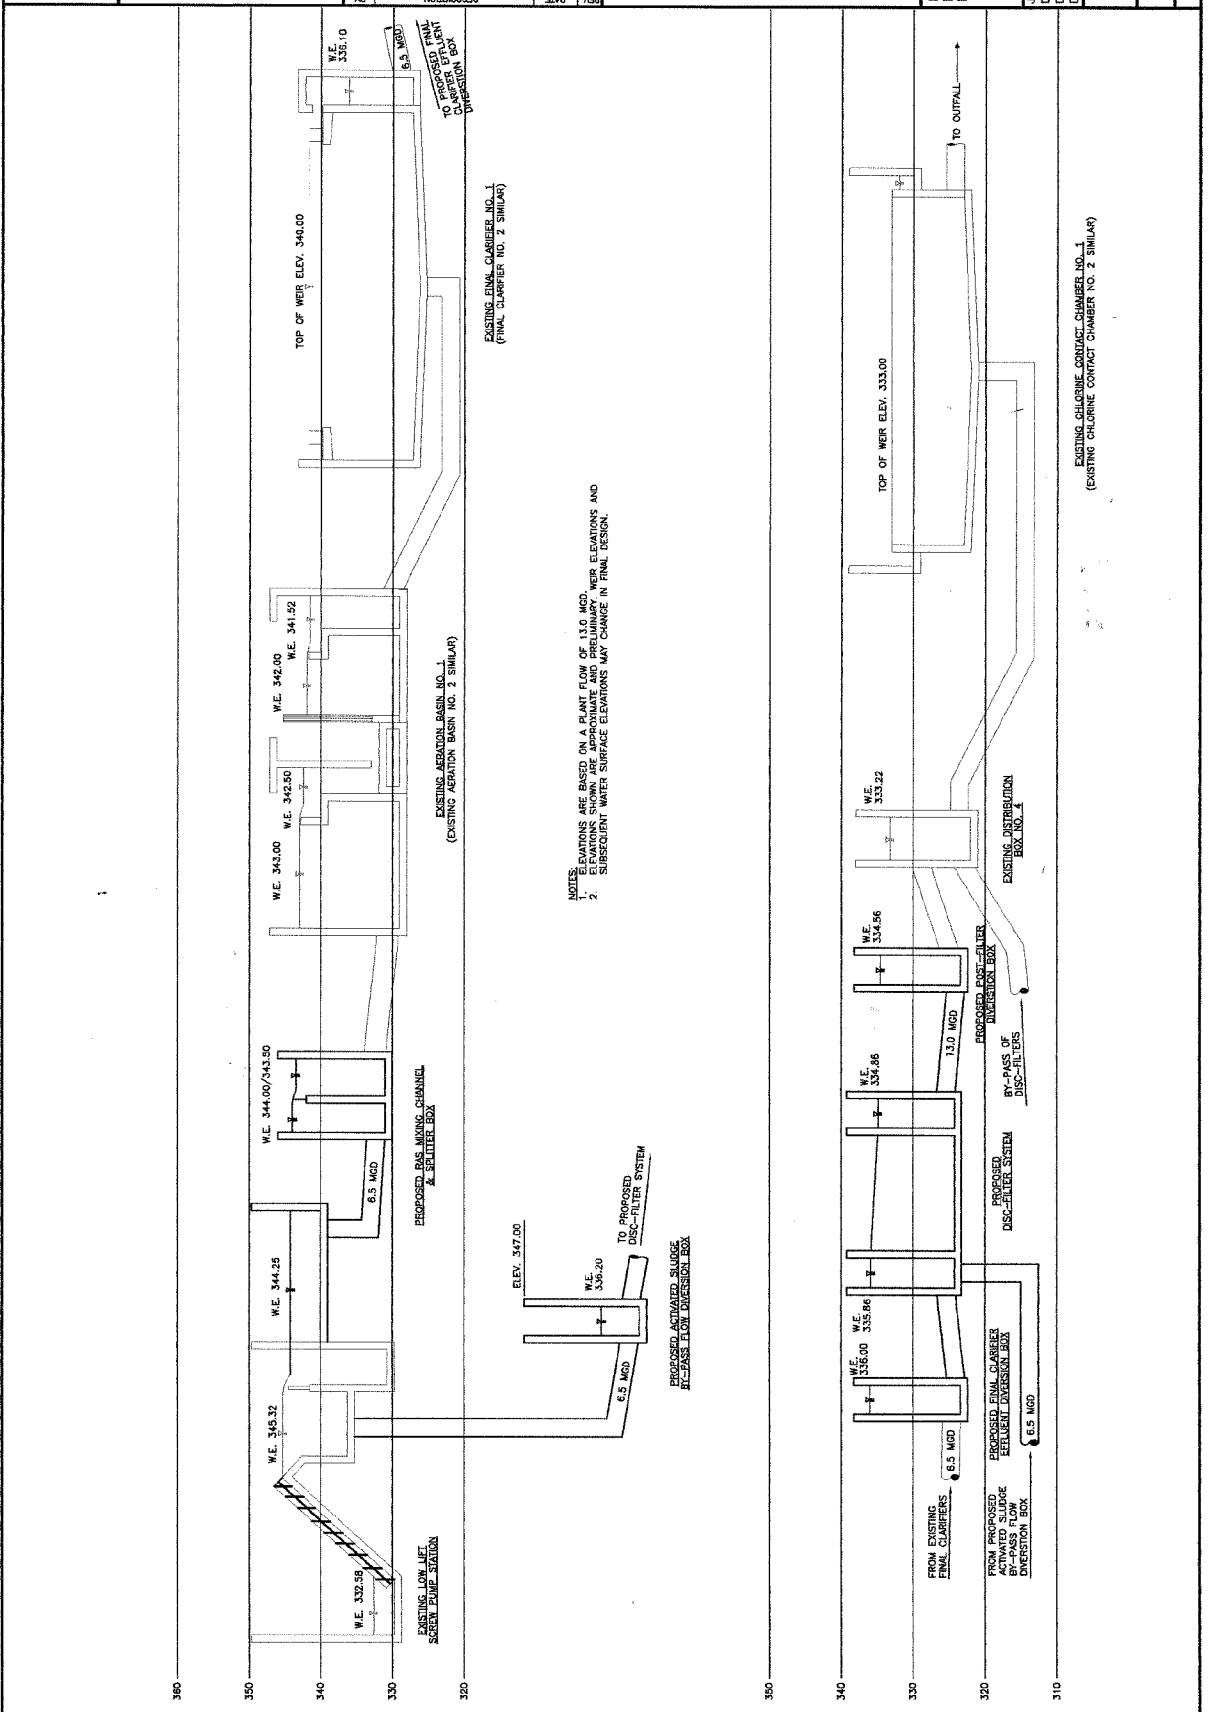 360
350
340
330
320
W.E. 332.58
EXISTING LOW LIFT
SCREW PUMP STATION
W.E. 345.32
W.E. 344.25
6.5 MGD
ELEV. 347.00
W.E.
336.20
TO PROPOSED
DISC-FILTER SYSTEM
PROPOSED ACTIVATED SLUDGE
BY-PASS FLOW DIVERSION BOX
6.5 MGD
W.E. 344.00/343.50
PROPOSED RAS MIXING CHANNEL
& SPLITTER BOX
W.E. 343.00
W.E. 342.50
W.E. 342.00
W.E. 341.52
EXISTING AERATION BASIN NO. 1
(EXISTING AERATION BASIN NO. 2 SIMILAR)
TOP OF WEIR ELEV. 340.00
EXISTING FINAL CLARIFIER NO. 1
(FINAL CLARIFIER NO. 2 SIMILAR)
W.E.
336.10
6.5 MGD
TO PROPOSED FINAL
CLARIFIER EFFLUENT
DIVERSTION BOX
NOTES:
1. ELEVATIONS ARE BASED ON A PLANT FLOW OF 13.0 MGD.
2. ELEVATIONS SHOWN ARE APPROXIMATE AND PRELIMINARY. WEIR ELEVATIONS AND
SUBSEQUENT WATER SURFACE ELEVATIONS MAY CHANGE IN FINAL DESIGN.
350
340
330
320
310
FROM EXISTING
FINAL CLARIFIERS
6.5 MGD
FROM PROPOSED
ACTIVATED SLUDGE
BY-PASS FLOW
DIVERSTION BOX
6.5 MGD
W.E.
336.00
PROPOSED FINAL CLARIFIER
EFFLUENT DIVERSTION BOX
W.E.
335.86
PROPOSED
DISC-FILTER SYSTEM
W.E.
334.86
13.0 MGD
BY-PASS OF
DISC-FILTERS
W.E.
334.56
PROPOSED POST-FILTER
DIVERSTION BOX
W.E.
333.22
EXISTING DISTRIBUTION
BOX NO. 4
TOP OF WEIR ELEV. 333.00
TO OUTFALL
EXISTING CHLORINE CONTACT CHAMBER NO. 1
(EXISTING CHLORINE CONTACT CHAMBER NO. 2 SIMILAR)